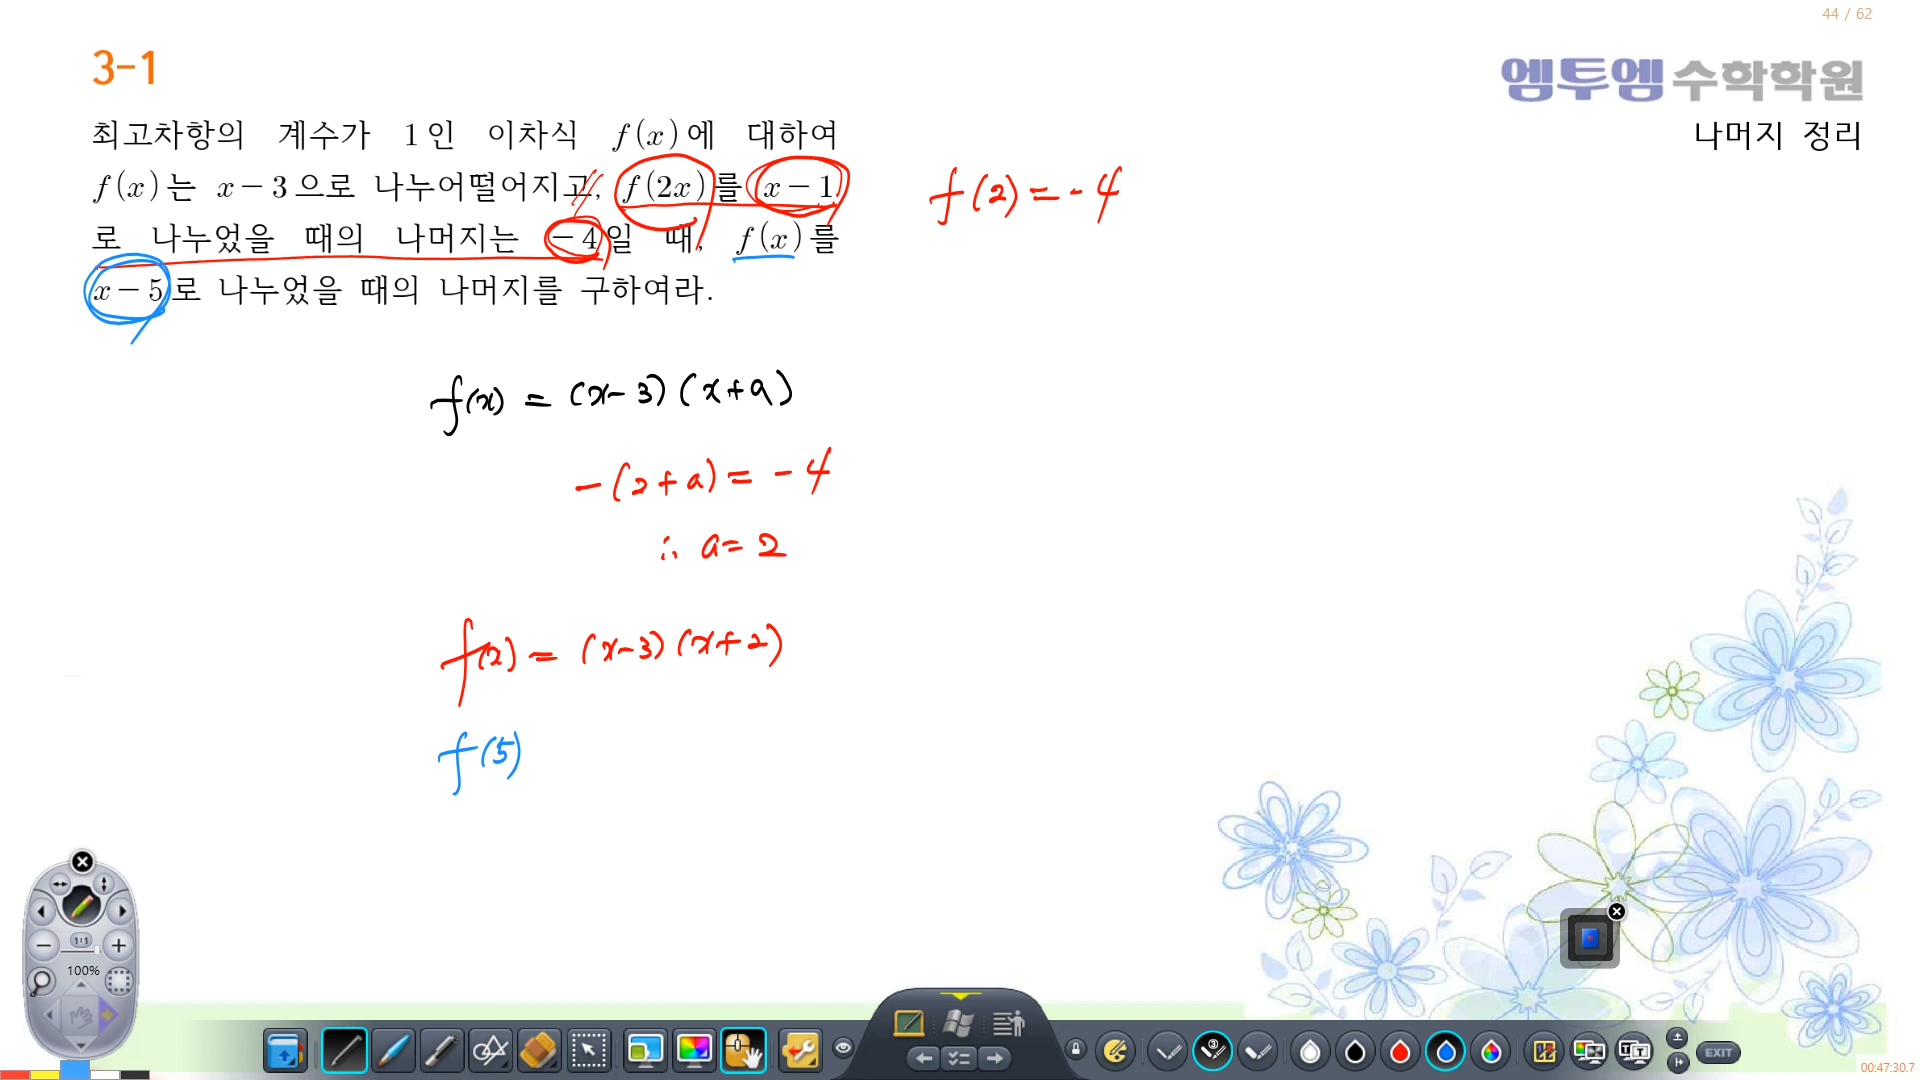 44 / 62
3-1
엠투엠 수학학원
나머지 정리
최고차항의 계수가 1인 이차식 f(x)에 대하여
f(x)는 x-3으로 나누어떨어지고, f(2x)를 x-1
로 나누었을 때의 나머지는 -4일 때, f(x)를
x-5로 나누었을 때의 나머지를 구하여라.
f(2)=-4
f(x)=(x-3)(x+a)
-(2+a)=-4
∴ a=2
f(x)=(x-3)(x+2)
f(5)
1:1
100%
EXIT
00:47:30.7